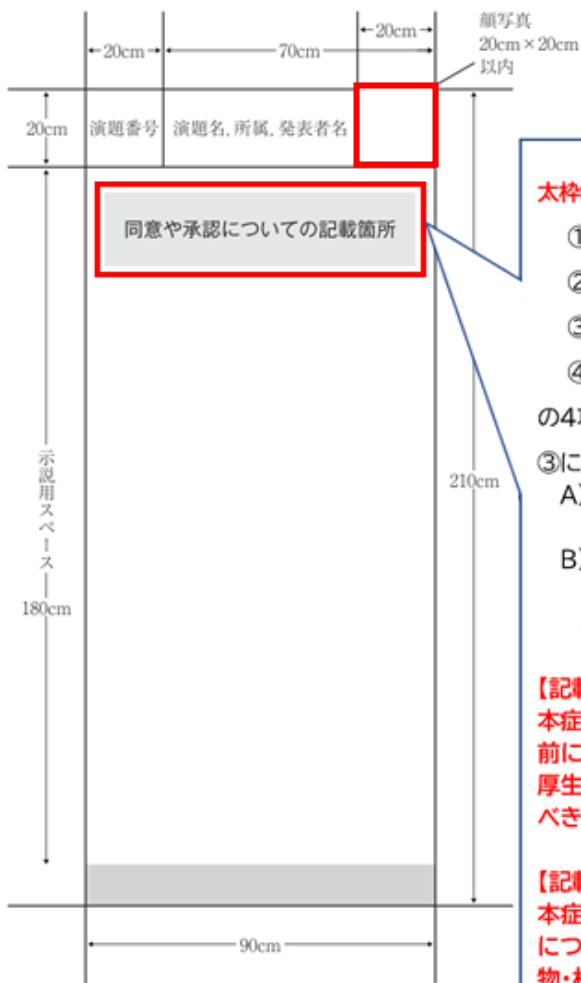 20cm
70cm
20cm
顔写真
20cm×20cm
以内
20cm
演題番号
演題名, 所属, 発表者名
同意や承認についての記載箇所
示説用スペース
180cm
210cm
90cm
太枠
①
②
③
④
の4
③に
A)
B)
【記
本症
前に
厚生
べき
【記
本症
につ